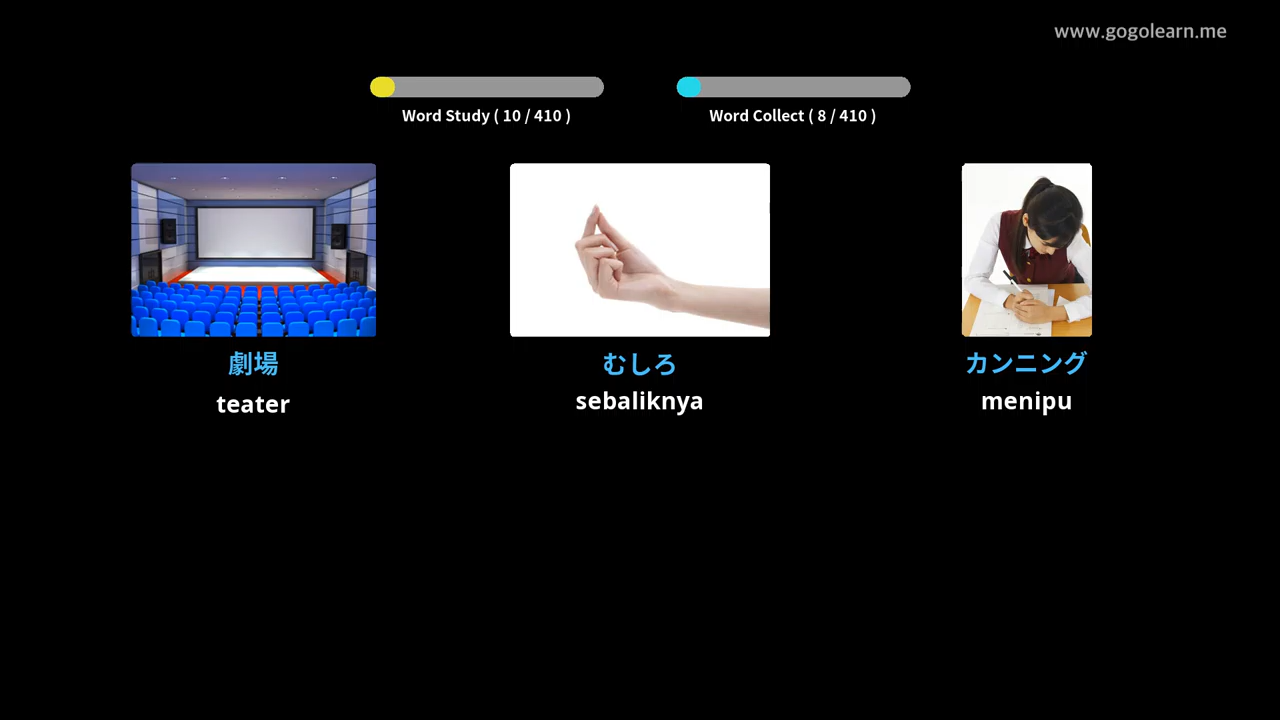 www.gogolearn.me
Word Study ( 10 / 410 )
Word Collect ( 8 / 410 )
劇場
teater
むしろ
sebaliknya
カンニング
menipu